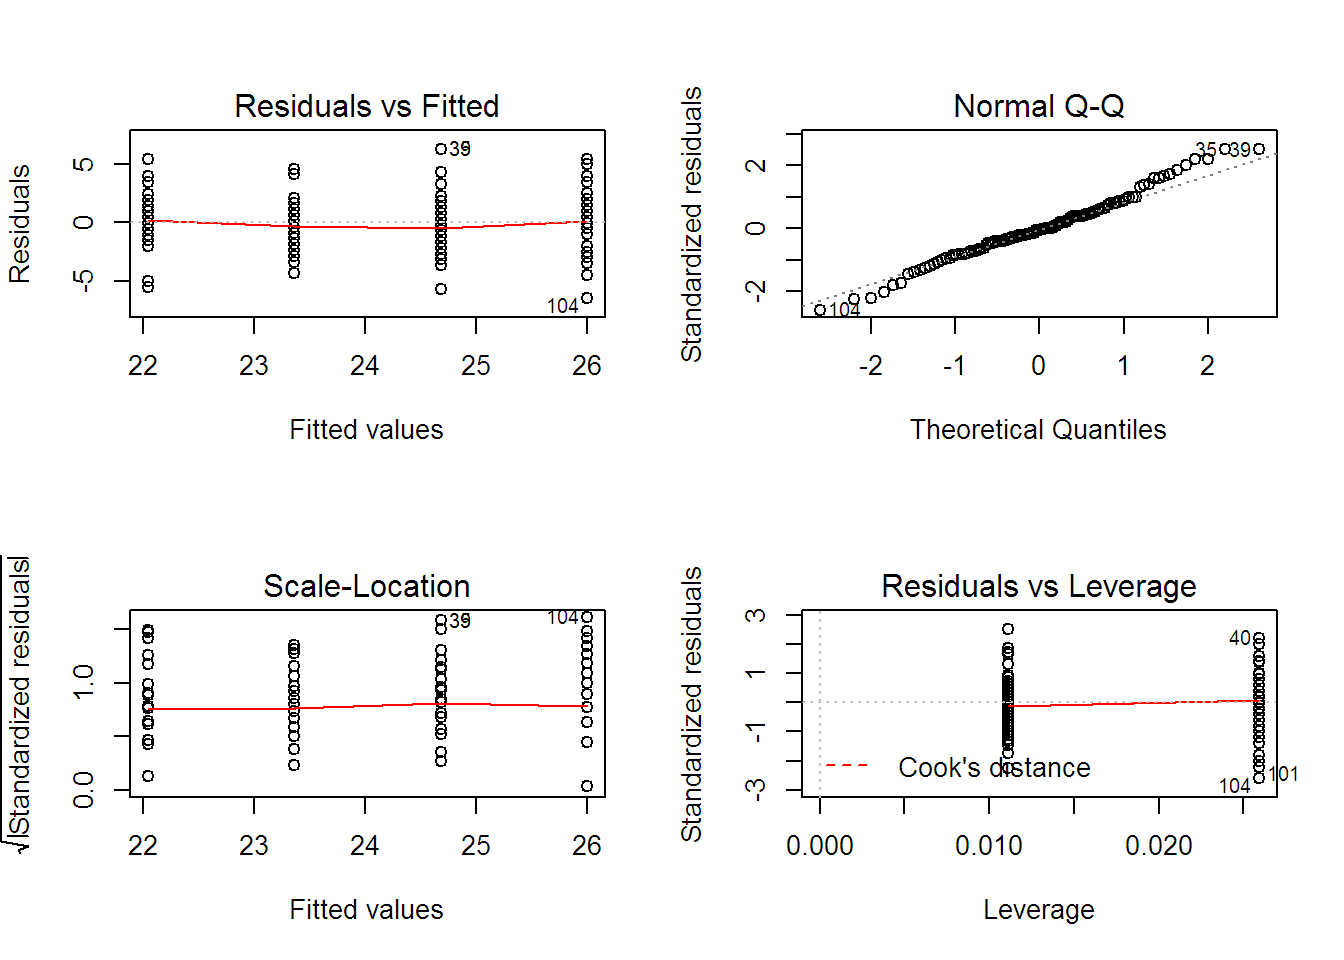 Residuals vs Fitted
Residuals
5
0
-5
35
39
104
22 23 24 25 26
Fitted values
Normal Q-Q
Standardized residuals
2
0
-2
35 39
104
-2 -1 0 1 2
Theoretical Quantiles
Scale-Location
√|Standardized residuals|
1.0
0.0
35
39
104
22 23 24 25 26
Fitted values
Residuals vs Leverage
Standardized residuals
3
1
-1
-3
40
101
104
Cook's distance
0.000 0.010 0.020
Leverage